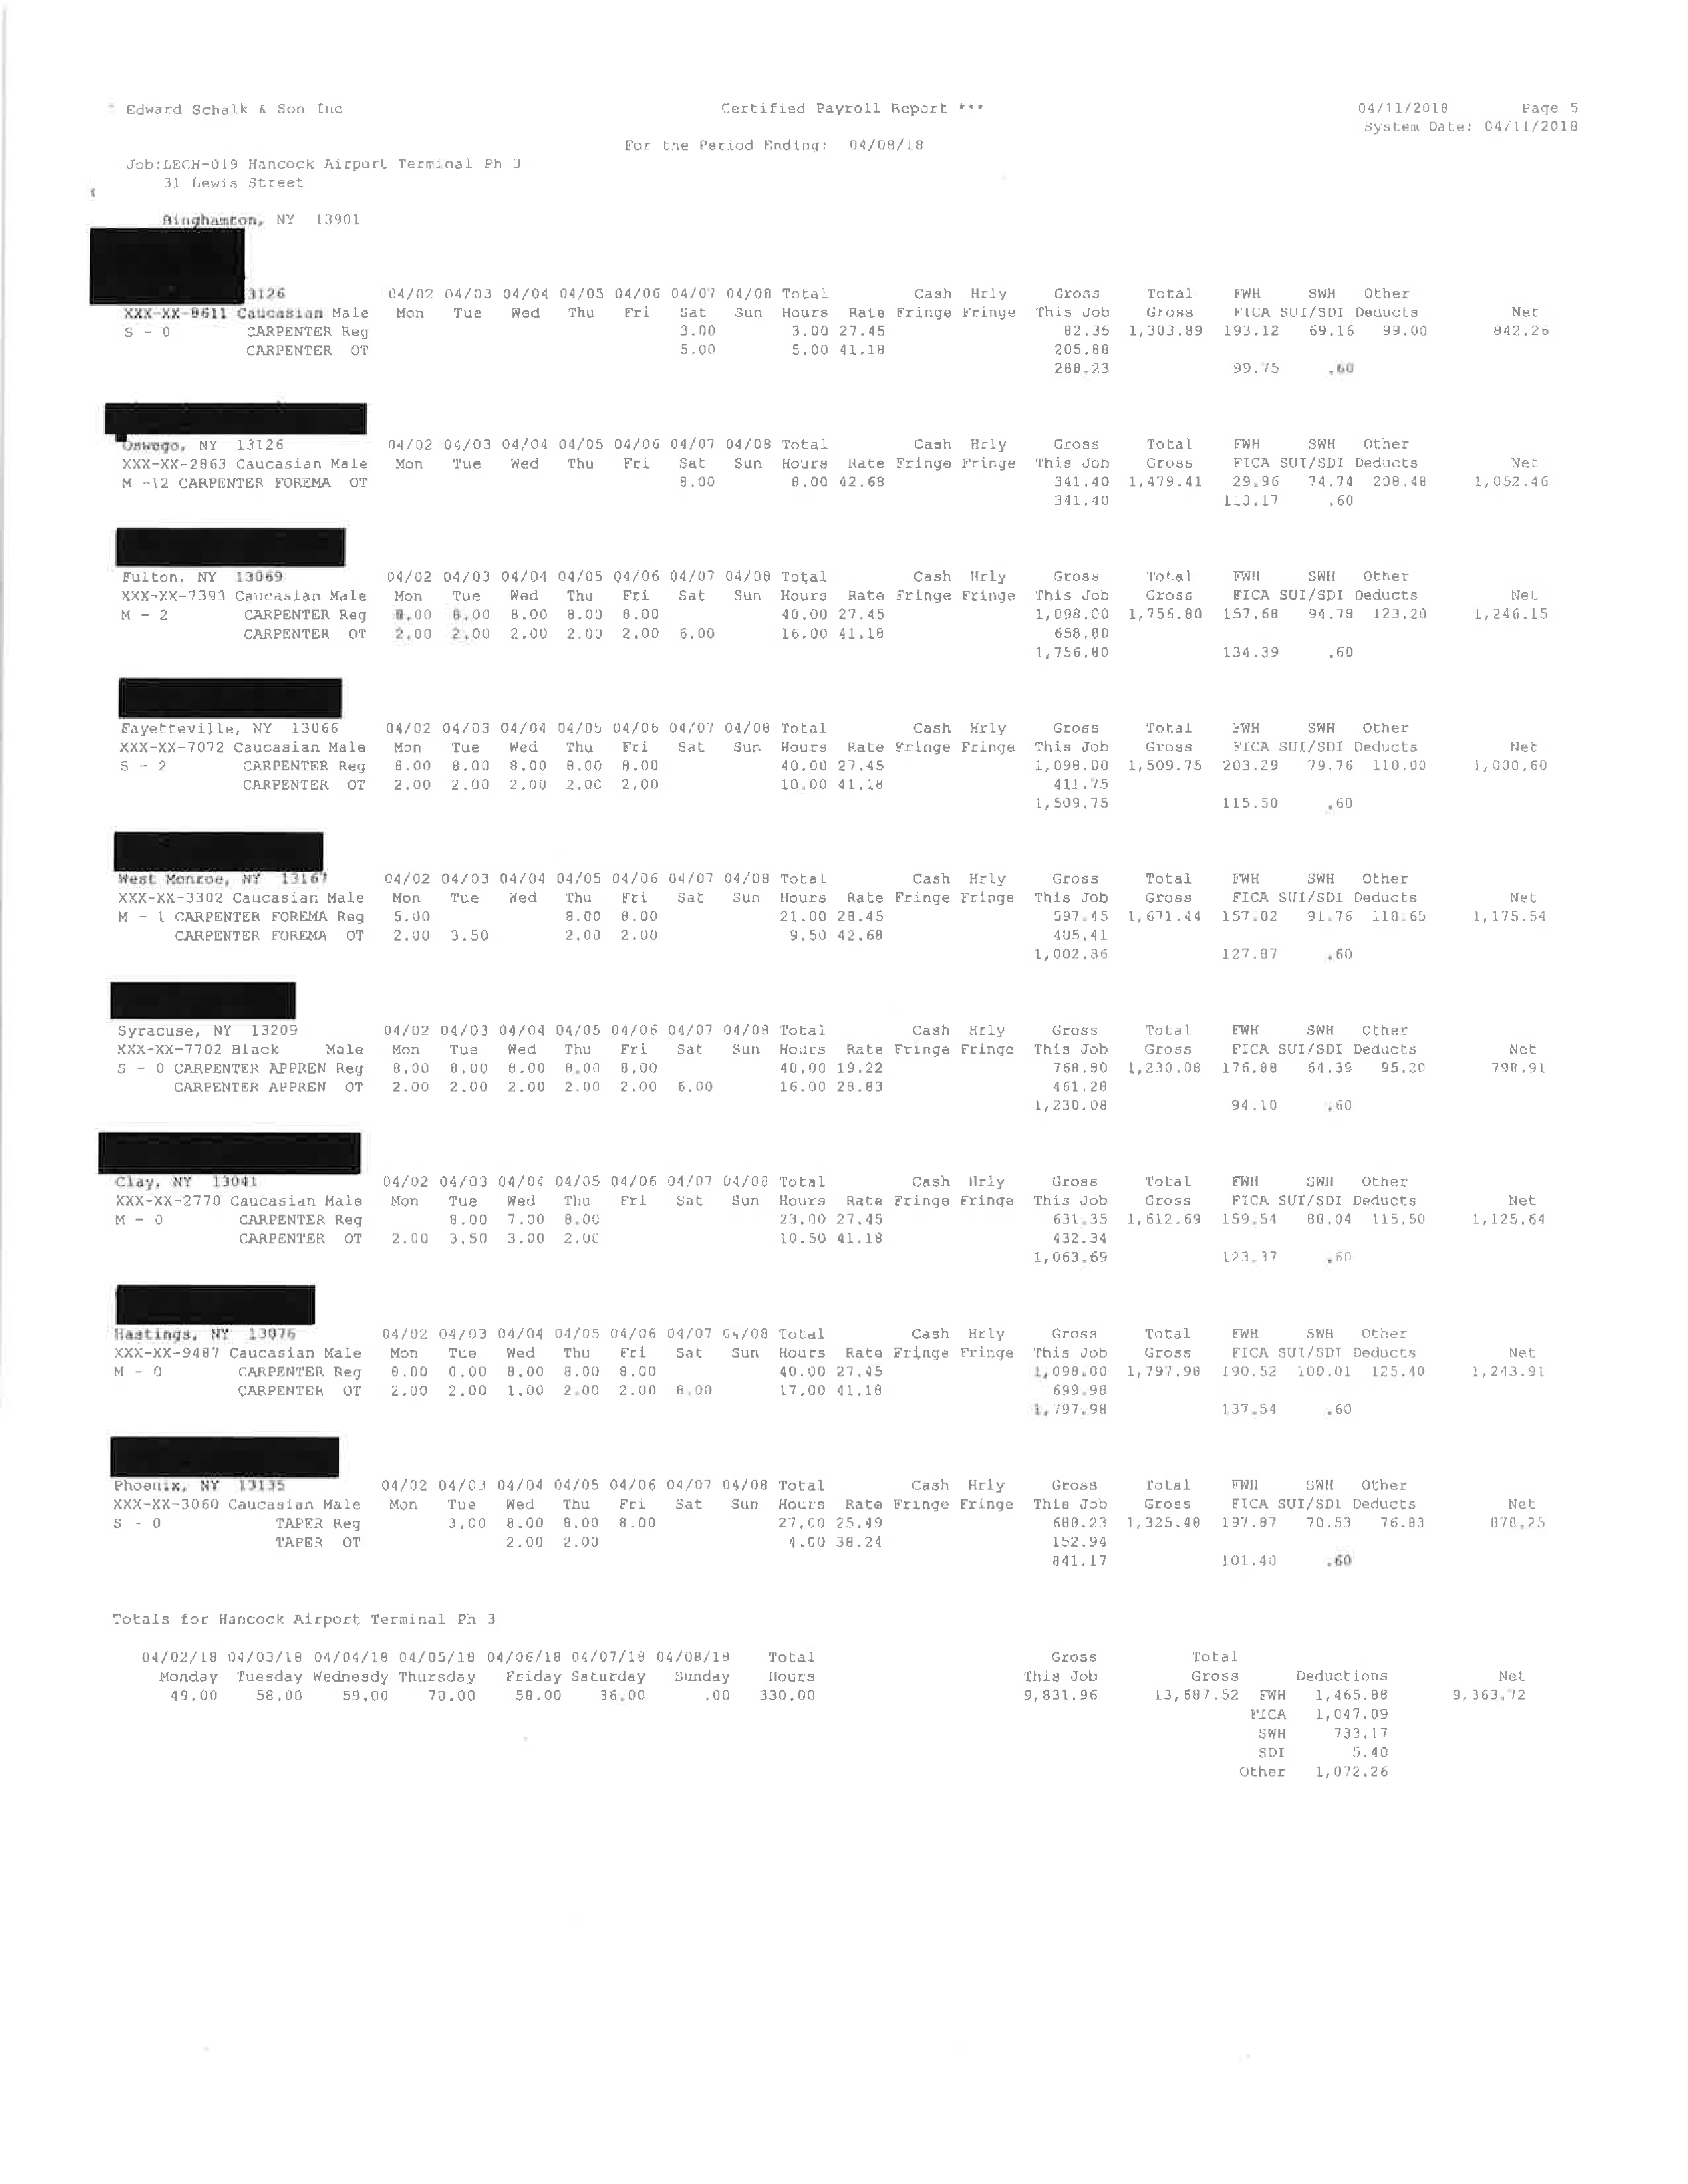 Edward Schalk & Son Inc Certified Payroll Report *** 04/11/2018 Page 5
System Date: 04/11/2018
For the Period Ending: 04/08/18
Job:LECH-019 Hancock Airport Terminal Ph 3
31 Lewis Street
Binghamton, NY 13901
3126 04/02 04/03 04/04 04/05 04/06 04/07 04/08 Total Cash Hrly Gross Total FWH SWH Other
XXX-XX-9611 Caucasian Male Mon Tue Wed Thu Fri Sat Sun Hours Rate Fringe Fringe This Job Gross FICA SUI/SDI Deducts Net
S - 0 CARPENTER Reg 3.00 3.00 27.45 82.35 1,303.89 193.12 69.16 99.00 842.26
CARPENTER OT 5.00 5.00 41.18 205.88
288.23 99.75 .60
Oswego, NY 13126 04/02 04/03 04/04 04/05 04/06 04/07 04/08 Total Cash Hrly Gross Total FWH SWH Other
XXX-XX-2863 Caucasian Male Mon Tue Wed Thu Fri Sat Sun Hours Rate Fringe Fringe This Job Gross FICA SUI/SDI Deducts Net
M -12 CARPENTER FOREMA OT 8.00 8.00 42.68 341.40 1,479.41 29.96 74.74 208.48 1,052.46
341.40 113.17 .60
Fulton, NY 13069 04/02 04/03 04/04 04/05 04/06 04/07 04/08 Total Cash Hrly Gross Total FWH SWH Other
XXX-XX-7393 Caucasian Male Mon Tue Wed Thu Fri Sat Sun Hours Rate Fringe Fringe This Job Gross FICA SUI/SDI Deducts Net
M - 2 CARPENTER Reg 8.00 8.00 8.00 8.00 8.00 40.00 27.45 1,098.00 1,756.80 157.68 94.78 123.20 1,246.15
CARPENTER OT 2.00 2.00 2.00 2.00 2.00 6.00 16.00 41.18 658.80
1,756.80 134.39 .60
Fayetteville, NY 13066 04/02 04/03 04/04 04/05 04/06 04/07 04/08 Total Cash Hrly Gross Total FWH SWH Other
XXX-XX-7072 Caucasian Male Mon Tue Wed Thu Fri Sat Sun Hours Rate Fringe Fringe This Job Gross FICA SUI/SDI Deducts Net
S - 2 CARPENTER Reg 8.00 8.00 8.00 8.00 8.00 40.00 27.45 1,098.00 1,509.75 203.29 79.76 110.00 1,000.60
CARPENTER OT 2.00 2.00 2.00 2.00 2.00 10.00 41.18 411.75
1,509.75 115.50 .60
West Monroe, NY 13167 04/02 04/03 04/04 04/05 04/06 04/07 04/08 Total Cash Hrly Gross Total FWH SWH Other
XXX-XX-3302 Caucasian Male Mon Tue Wed Thu Fri Sat Sun Hours Rate Fringe Fringe This Job Gross FICA SUI/SDI Deducts Net
M - 1 CARPENTER FOREMA Reg 5.00 8.00 8.00 21.00 28.45 597.45 1,671.44 157.02 91.76 118.65 1,175.54
CARPENTER FOREMA OT 2.00 3.50 2.00 2.00 9.50 42.68 405.41
1,002.86 127.87 .60
Syracuse, NY 13209 04/02 04/03 04/04 04/05 04/06 04/07 04/08 Total Cash Hrly Gross Total FWH SWH Other
XXX-XX-7702 Black Male Mon Tue Wed Thu Fri Sat Sun Hours Rate Fringe Fringe This Job Gross FICA SUI/SDI Deducts Net
S - 0 CARPENTER APPREN Reg 8.00 8.00 8.00 8.00 8.00 40.00 19.22 768.80 1,230.08 176.88 64.39 95.20 798.91
CARPENTER APPREN OT 2.00 2.00 2.00 2.00 2.00 6.00 16.00 28.83 461.28
1,230.08 94.10 .60
Clay, NY 13041 04/02 04/03 04/04 04/05 04/06 04/07 04/08 Total Cash Hrly Gross Total FWH SWH Other
XXX-XX-2770 Caucasian Male Mon Tue Wed Thu Fri Sat Sun Hours Rate Fringe Fringe This Job Gross FICA SUI/SDI Deducts Net
M - 0 CARPENTER Reg 8.00 7.00 8.00 23.00 27.45 631.35 1,612.69 159.54 88.04 115.50 1,125.64
CARPENTER OT 2.00 3.50 3.00 2.00 10.50 41.18 432.34
1,063.69 123.37 .60
Hastings, NY 13076 04/02 04/03 04/04 04/05 04/06 04/07 04/08 Total Cash Hrly Gross Total FWH SWH Other
XXX-XX-9487 Caucasian Male Mon Tue Wed Thu Fri Sat Sun Hours Rate Fringe Fringe This Job Gross FICA SUI/SDI Deducts Net
M - 0 CARPENTER Reg 8.00 8.00 8.00 8.00 8.00 40.00 27.45 1,098.00 1,797.98 190.52 100.01 125.40 1,243.91
CARPENTER OT 2.00 2.00 1.00 2.00 2.00 8.00 17.00 41.18 699.98
1,797.98 137.54 .60
Phoenix, NY 13135 04/02 04/03 04/04 04/05 04/06 04/07 04/08 Total Cash Hrly Gross Total FWH SWH Other
XXX-XX-3060 Caucasian Male Mon Tue Wed Thu Fri Sat Sun Hours Rate Fringe Fringe This Job Gross FICA SUI/SDI Deducts Net
S - 0 TAPER Reg 3.00 8.00 8.00 8.00 27.00 25.49 688.23 1,325.48 197.87 70.53 76.83 878.25
TAPER OT 2.00 2.00 4.00 38.24 152.94
841.17 101.40 .60
Totals for Hancock Airport Terminal Ph 3
04/02/18 04/03/18 04/04/18 04/05/18 04/06/18 04/07/18 04/08/18 Total Gross Total
Monday Tuesday Wednesdy Thursday Friday Saturday Sunday Hours This Job Gross Deductions Net
49.00 58.00 59.00 70.00 58.00 36.00 .00 330.00 9,831.96 13,687.52 FWH 1,465.88 9,363.72
FICA 1,047.09
SWH 733.17
SDI 5.40
Other 1,072.26